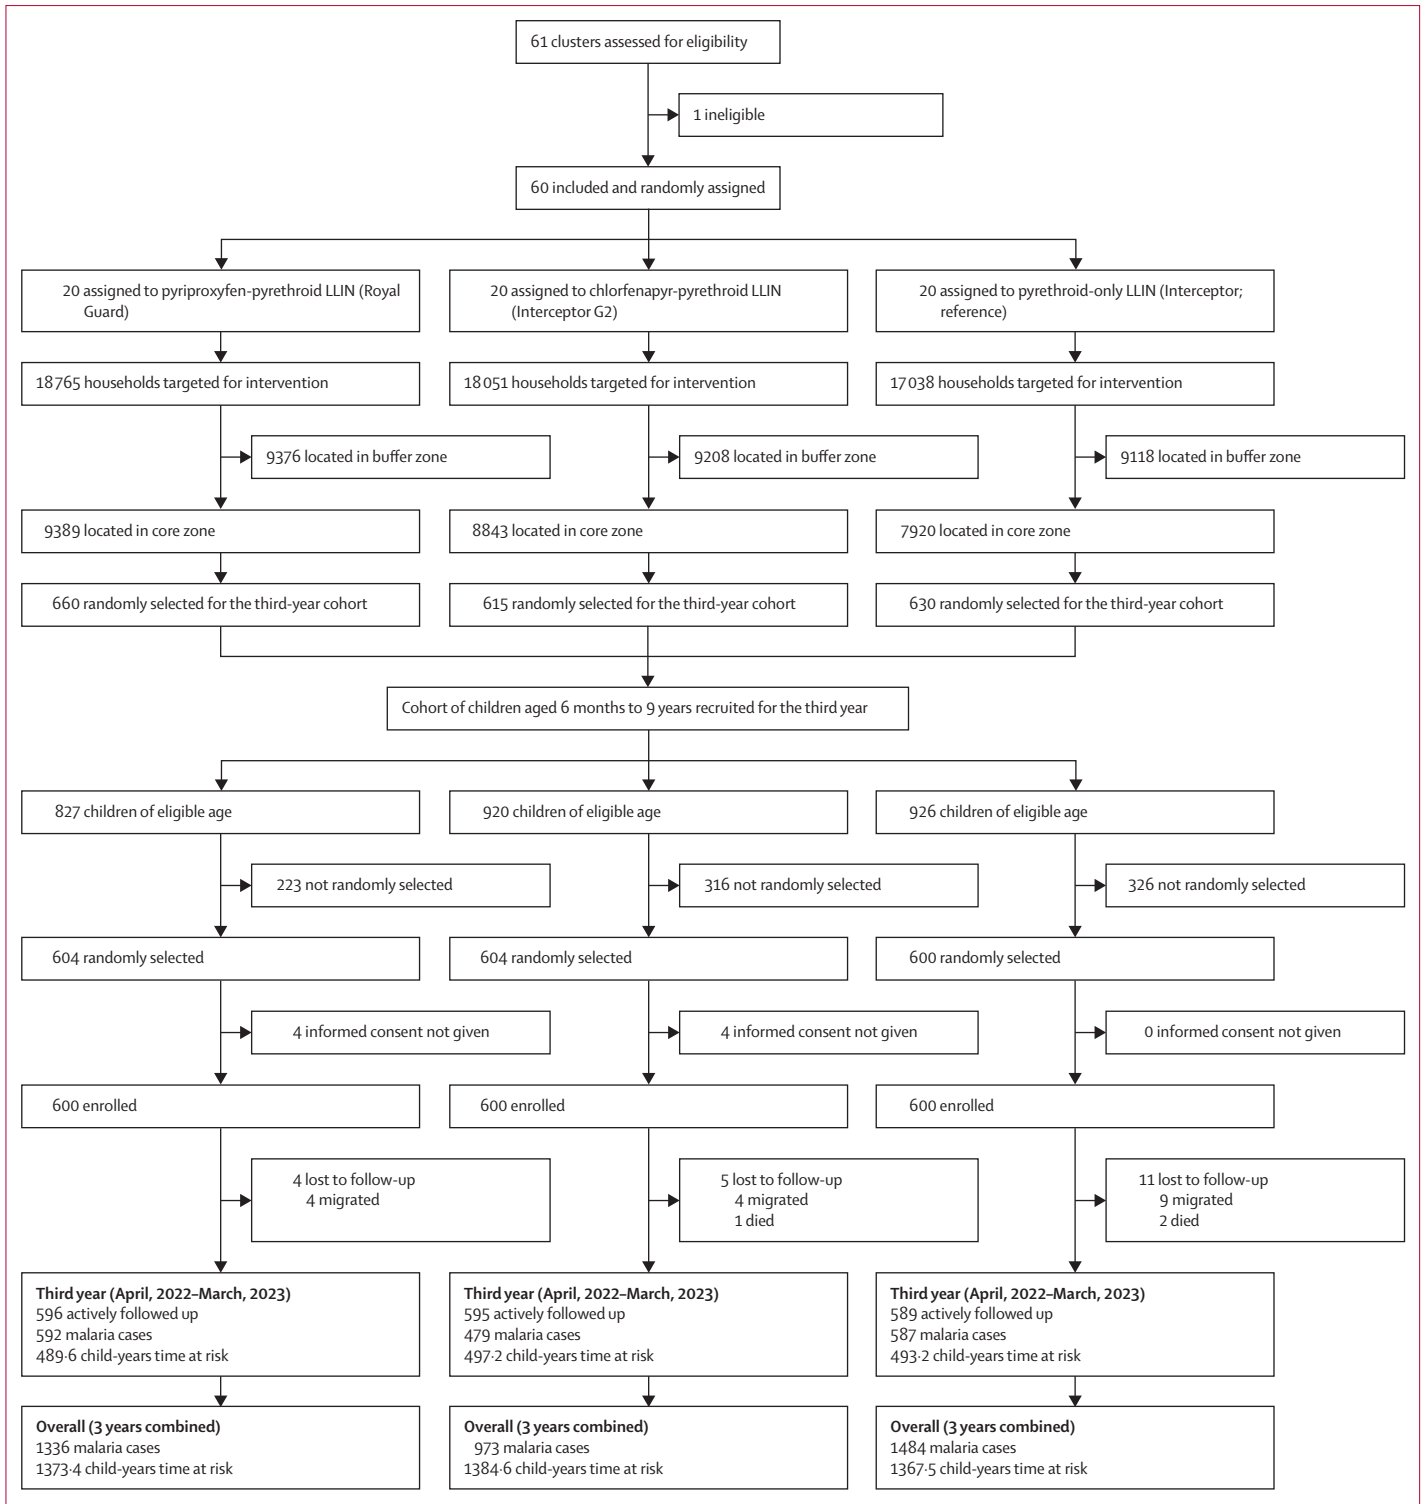 61 clusters assessed for eligibility
1 ineligible
60 included and randomly assigned
20 assigned to pyriproxyfen-pyrethroid LLIN (Royal
Guard)
20 assigned to chlorfenapyr-pyrethroid LLIN
(Interceptor G2)
20 assigned to pyrethroid-only LLIN (Interceptor;
reference)
18 765 households targeted for intervention
18 051 households targeted for intervention
17 038 households targeted for intervention
9376 located in buffer zone
9208 located in buffer zone
9118 located in buffer zone
9389 located in core zone
8843 located in core zone
7920 located in core zone
660 randomly selected for the third-year cohort
615 randomly selected for the third-year cohort
630 randomly selected for the third-year cohort
Cohort of children aged 6 months to 9 years recruited for the third year
827 children of eligible age
920 children of eligible age
926 children of eligible age
223 not randomly selected
316 not randomly selected
326 not randomly selected
604 randomly selected
604 randomly selected
600 randomly selected
4 informed consent not given
4 informed consent not given
0 informed consent not given
600 enrolled
600 enrolled
600 enrolled
4 lost to follow-up
4 migrated
5 lost to follow-up
4 migrated
1 died
11 lost to follow-up
9 migrated
2 died
Third year (April, 2022–March, 2023)
596 actively followed up
592 malaria cases
489·6 child-years time at risk
Third year (April, 2022–March, 2023)
595 actively followed up
479 malaria cases
497·2 child-years time at risk
Third year (April, 2022–March, 2023)
589 actively followed up
587 malaria cases
493·2 child-years time at risk
Overall (3 years combined)
1336 malaria cases
1373·4 child-years time at risk
Overall (3 years combined)
973 malaria cases
1384·6 child-years time at risk
Overall (3 years combined)
1484 malaria cases
1367·5 child-years time at risk